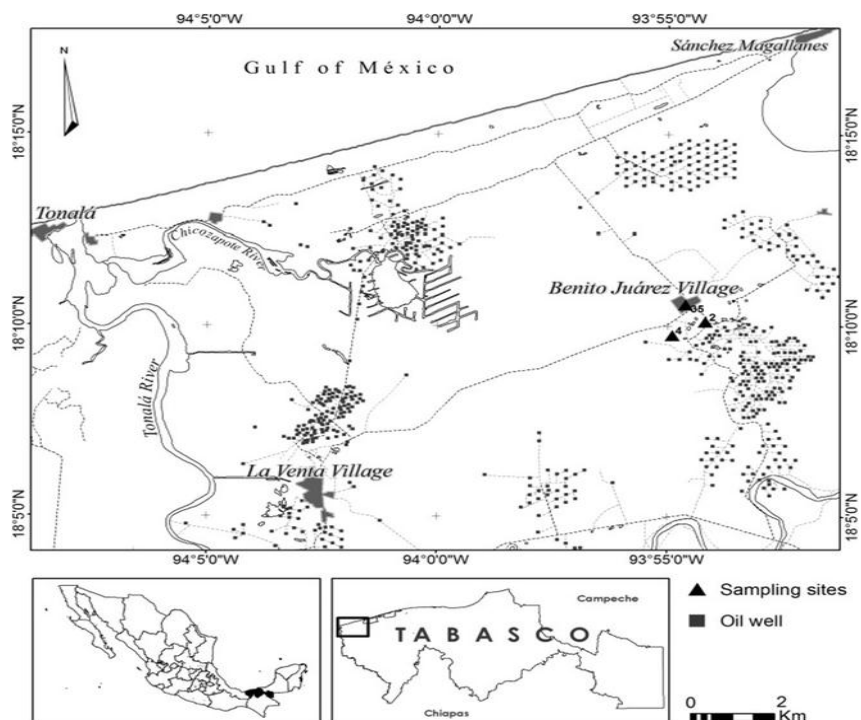 94°5'0"W 94°0'0"W 93°55'0"W
Sánchez Magallanes
N
Gulf of México
18°15'0"N 18°15'0"N
Tonalá
Chicozapote River
Benito Juárez Village
2
4
18°10'0"N 18°10'0"N
Tonalá River
La Venta Village
18°5'0"N 18°5'0"N
94°5'0"W 94°0'0"W 93°55'0"W
Campeche
TABASCO
Chiapas
Sampling sites
Oil well
0 2
Km